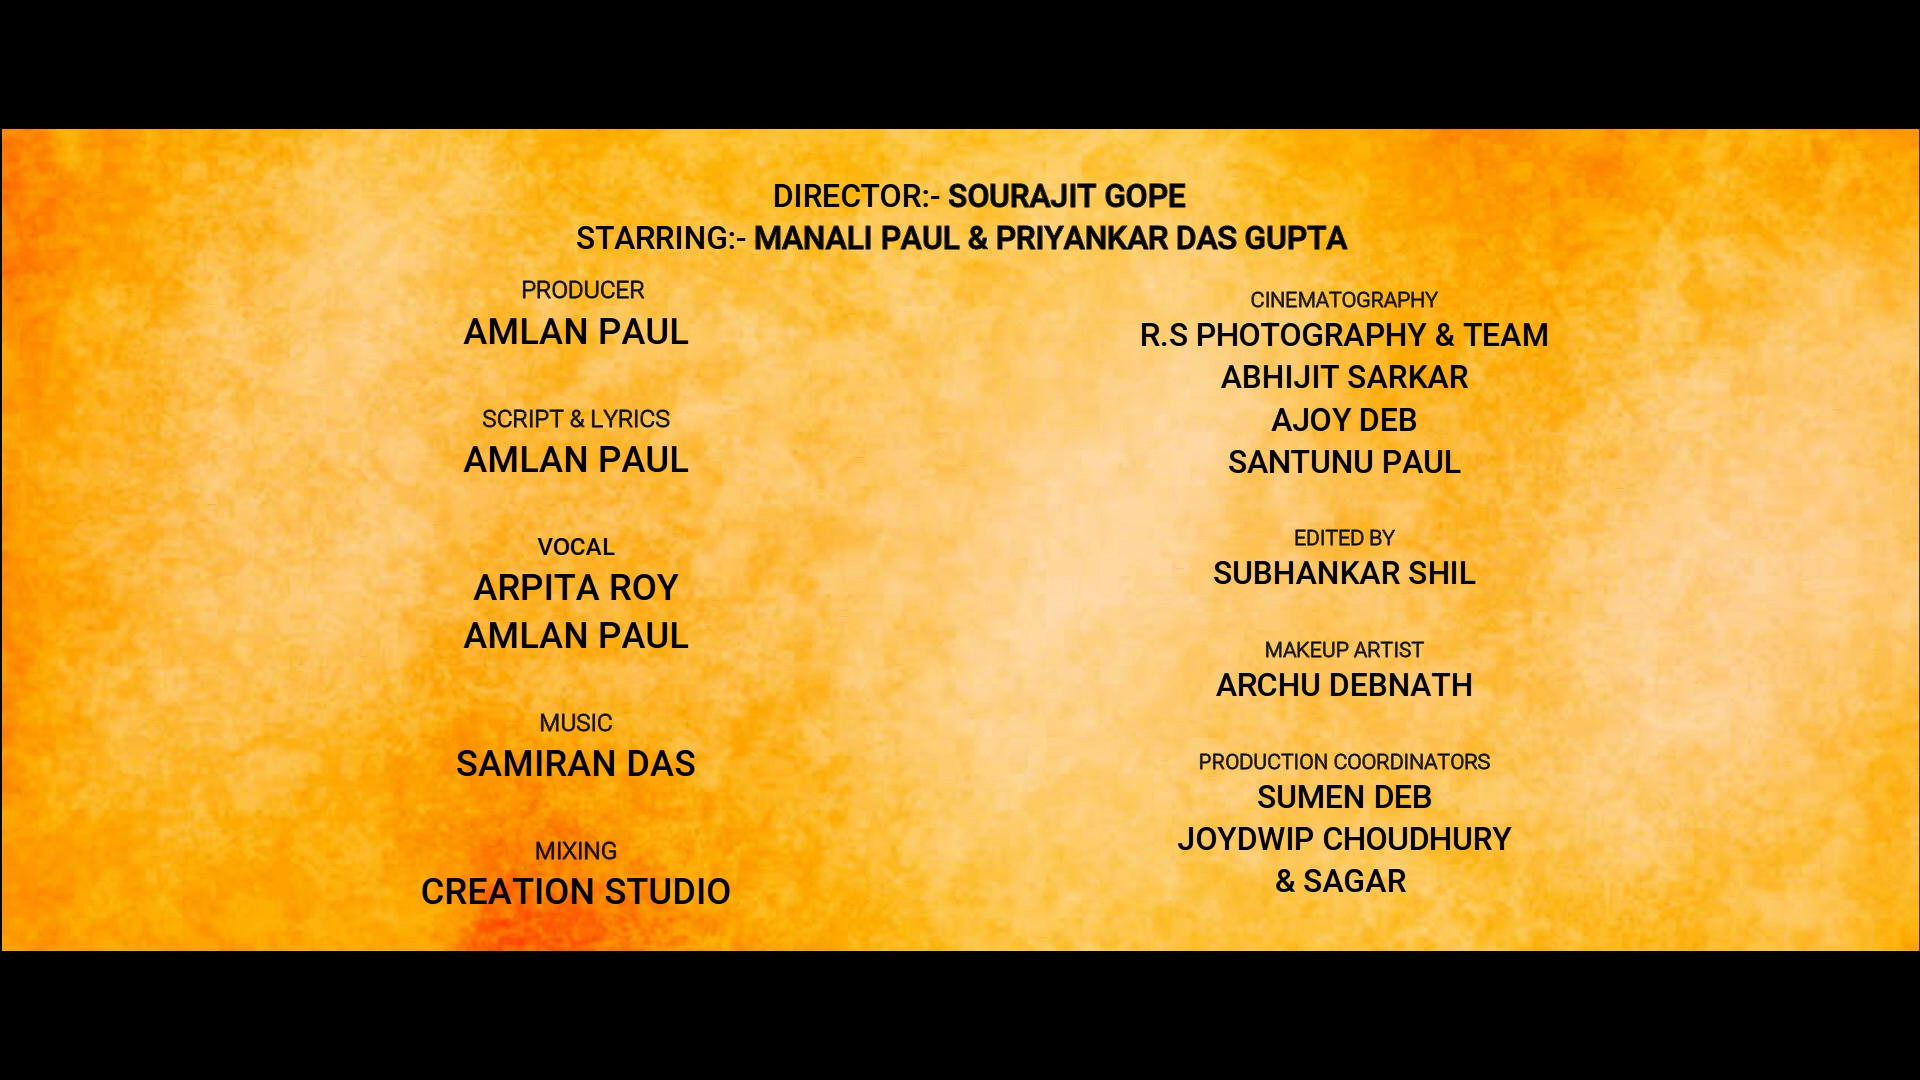 DIRECTOR:- SOURAJIT GOPE
STARRING:- MANALI PAUL & PRIYANKAR DAS GUPTA
PRODUCER
AMLAN PAUL
SCRIPT & LYRICS
AMLAN PAUL
VOCAL
ARPITA ROY
AMLAN PAUL
MUSIC
SAMIRAN DAS
MIXING
CREATION STUDIO
CINEMATOGRAPHY
R.S PHOTOGRAPHY & TEAM
ABHIJIT SARKAR
AJOY DEB
SANTUNU PAUL
EDITED BY
SUBHANKAR SHIL
MAKEUP ARTIST
ARCHU DEBNATH
PRODUCTION COORDINATORS
SUMEN DEB
JOYDWIP CHOUDHURY
& SAGAR